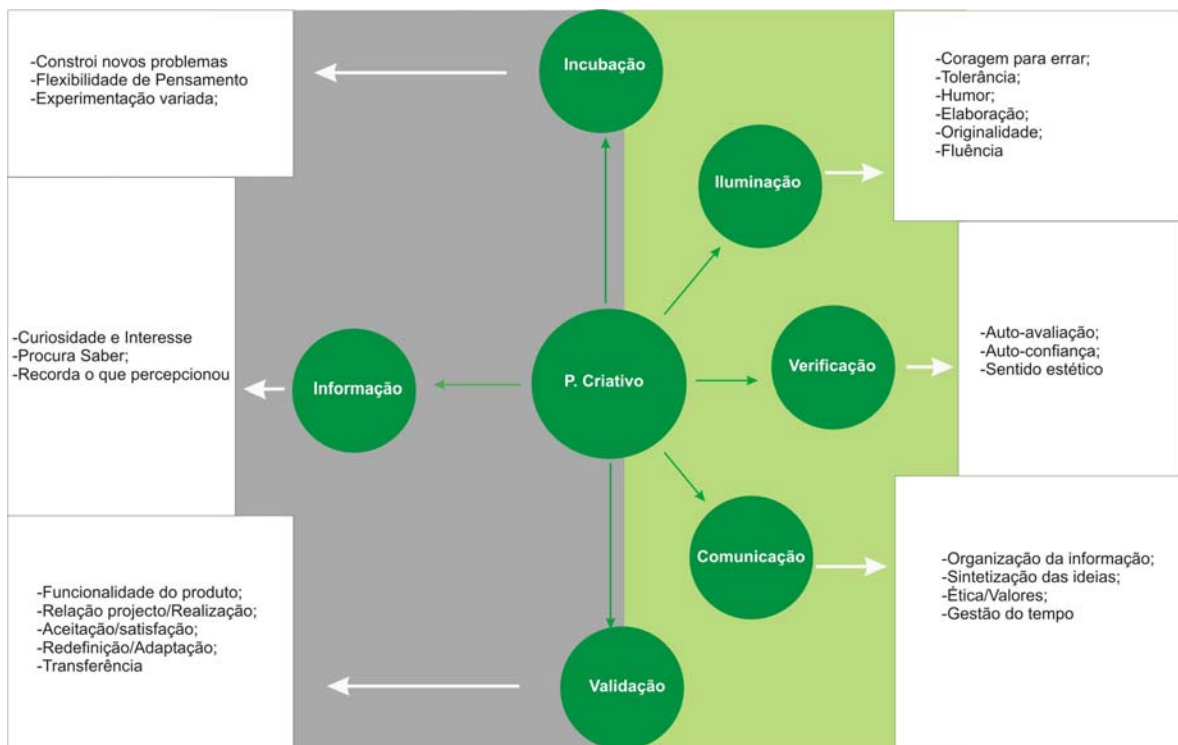 Incubação
-Constroi novos problemas
-Flexibilidade de Pensamento
-Experimentação variada;
Iluminação
-Coragem para errar;
-Tolerância;
-Humor;
-Elaboração;
-Originalidade;
-Fluência
-Curiosidade e Interesse
-Procura Saber;
-Recorda o que percepcionou
Informação
P. Criativo
Verificação
-Auto-avaliação;
-Auto-confiança;
-Sentido estético
Comunicação
-Organização da informação;
-Sintetização das ideias;
-Ética/Valores;
-Gestão do tempo
-Funcionalidade do produto;
-Relação projecto/Realização;
-Aceitação/satisfação;
-Redefinição/Adaptação;
-Transferência
Validação